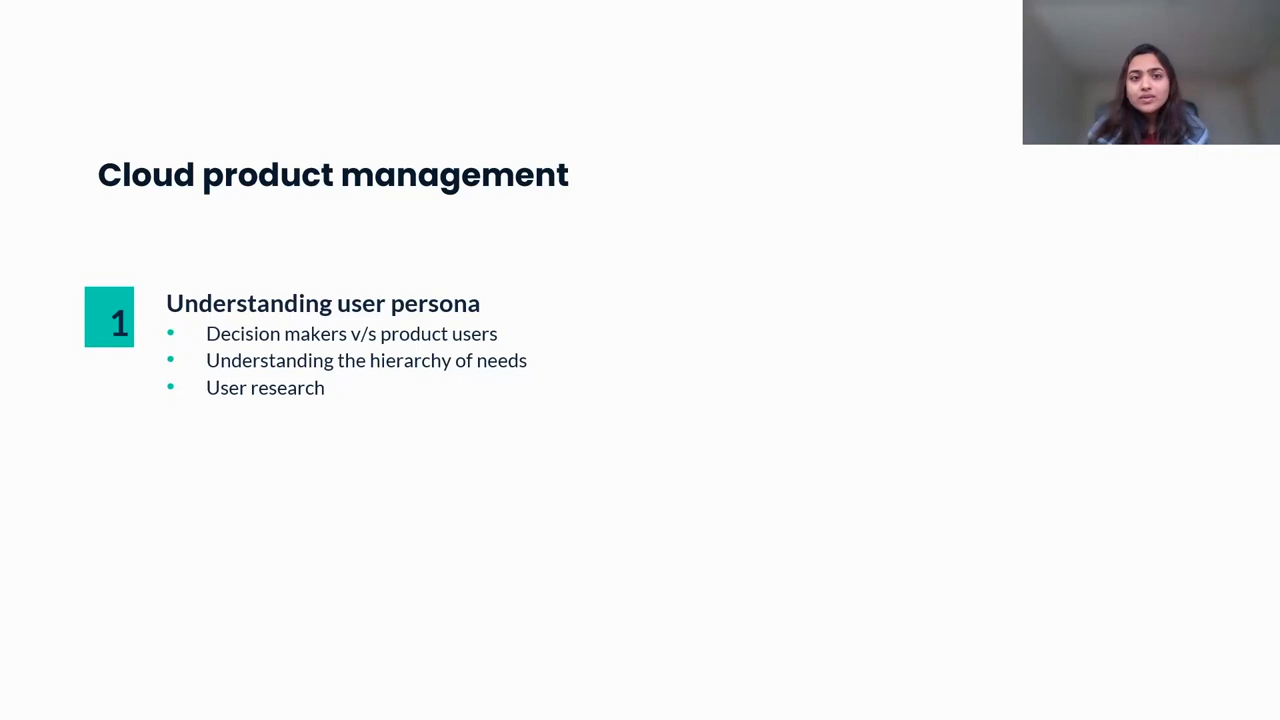 Cloud product management
1
Understanding user persona
• Decision makers v/s product users
• Understanding the hierarchy of needs
• User research